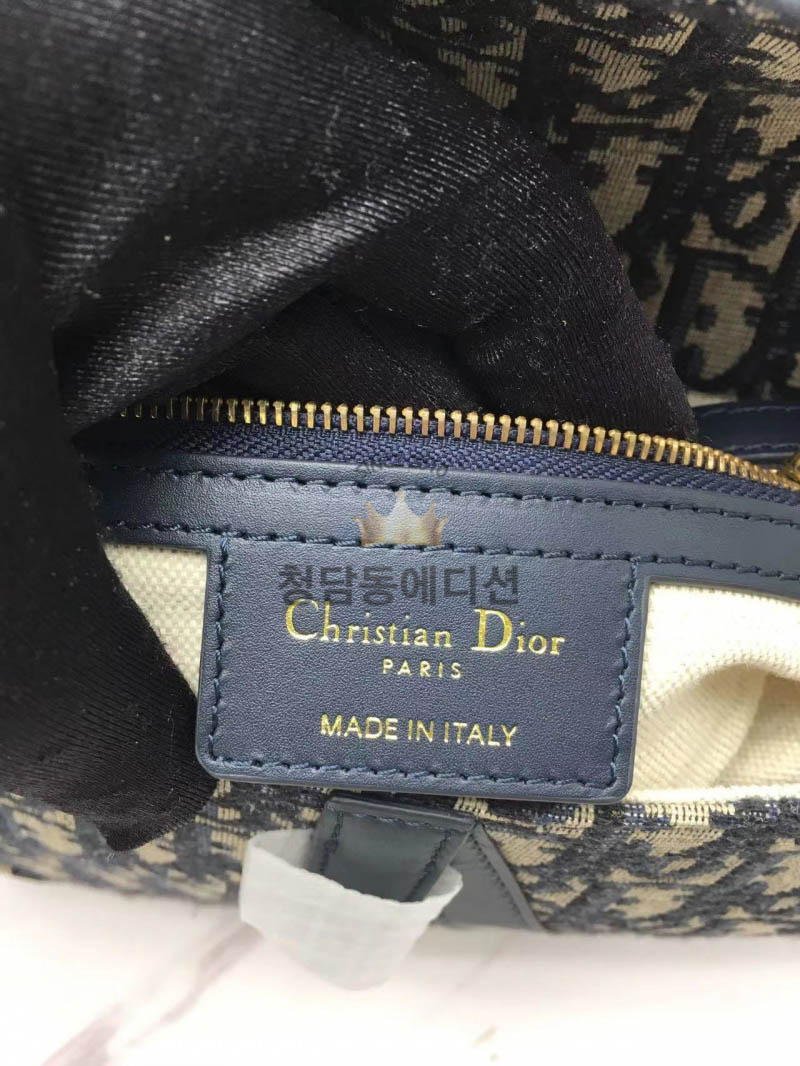 청담동에디션
Christian Dior
PARIS
MADE IN ITALY